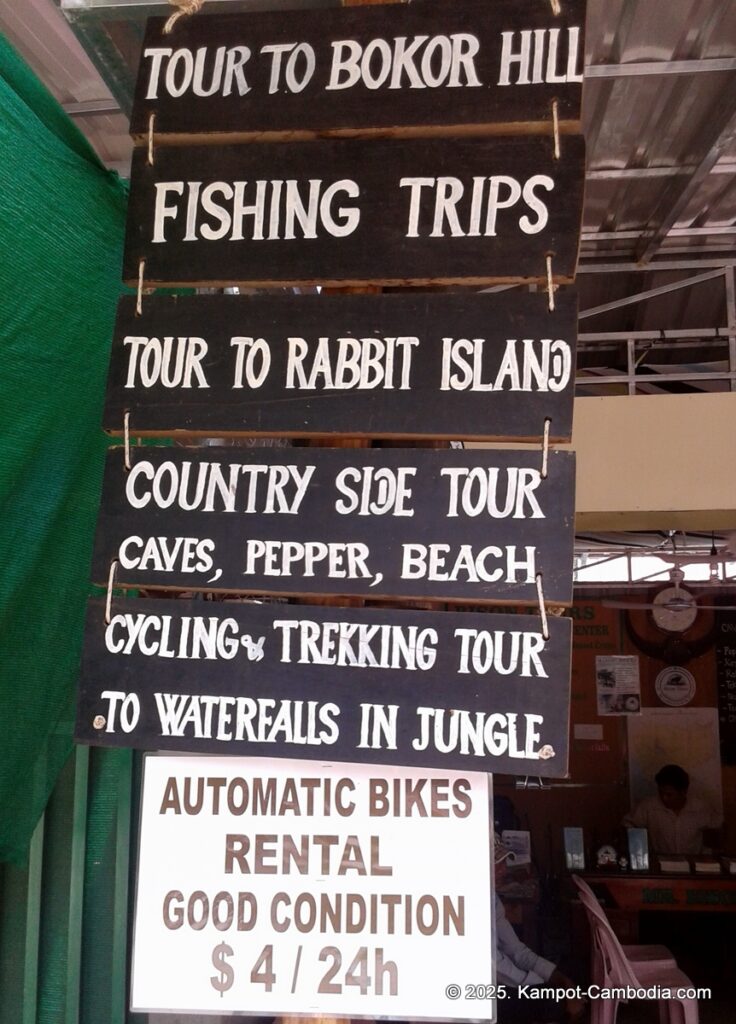 TOUR TO BOKOR HILL
FISHING TRIPS
TOUR TO RABBIT ISLAND
COUNTRY SIDE TOUR
CAVES, PEPPER, BEACH
CYCLING & TREKKING TOUR
TO WATERFALLS IN JUNGLE
AUTOMATIC BIKES
RENTAL
GOOD CONDITION
$ 4 / 24h
© 2025. Kampot-Cambodia.com